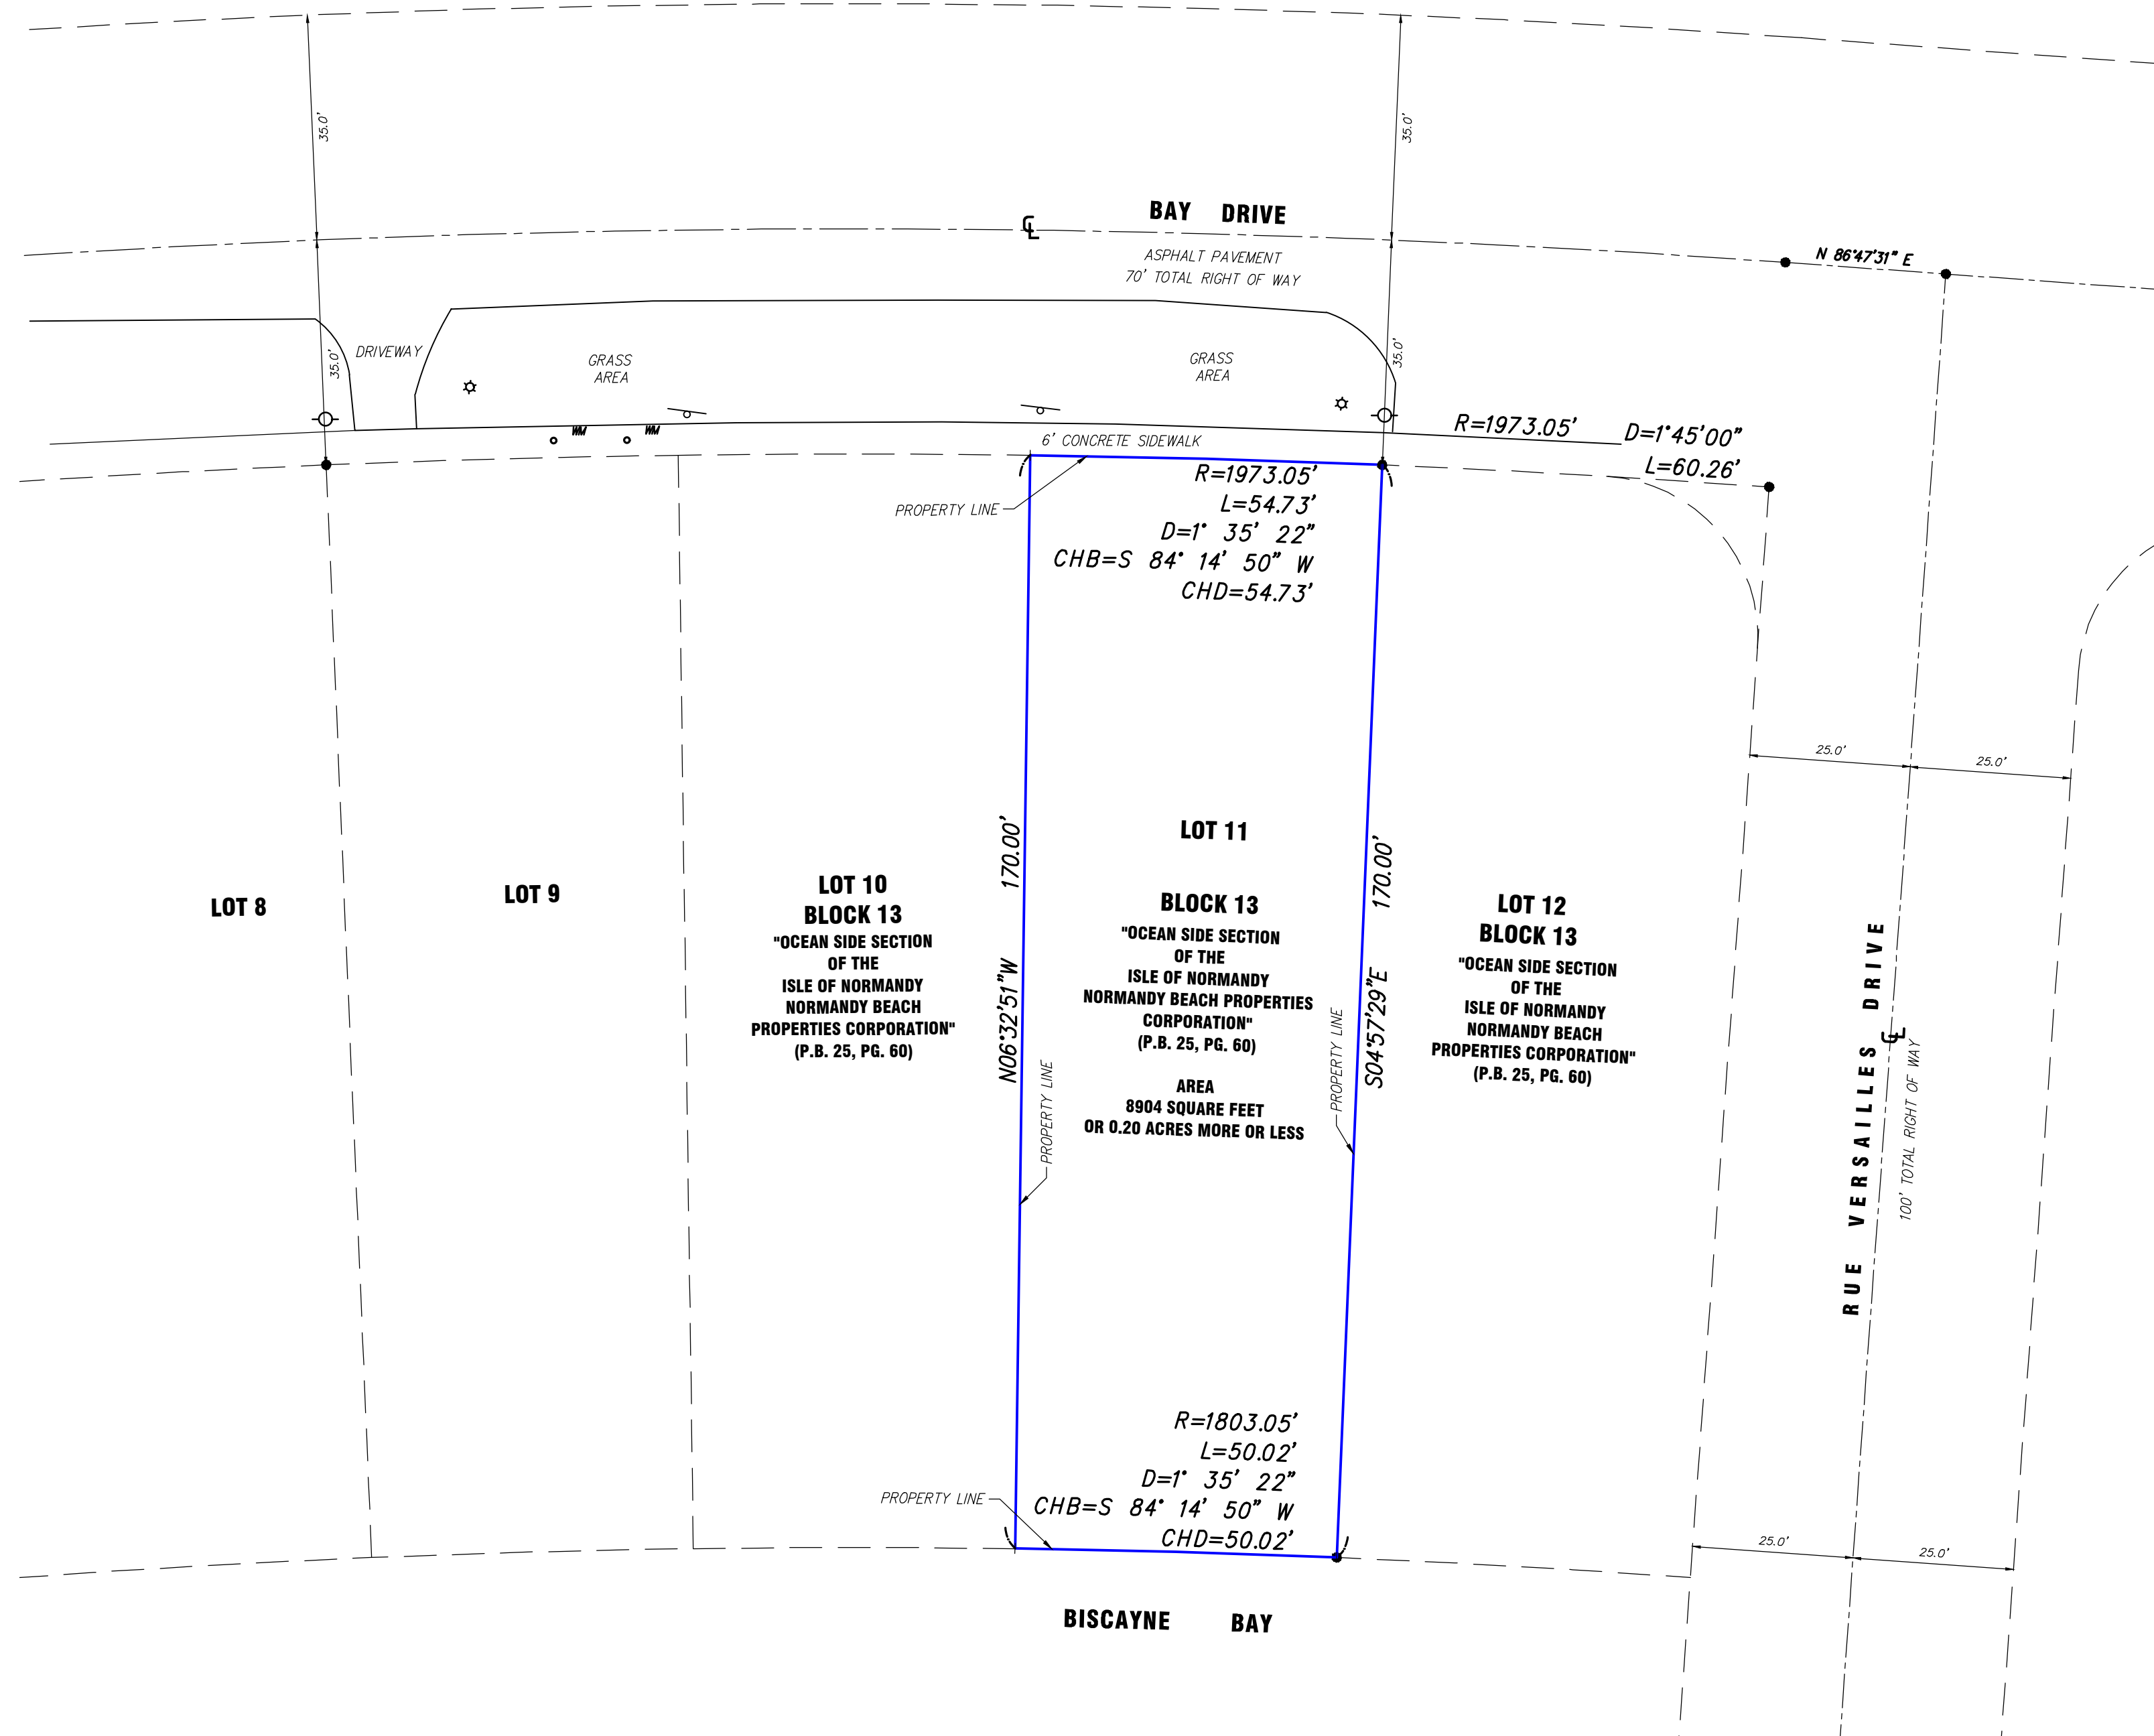 35.0'
35.0'
BAY DRIVE
℄
ASPHALT PAVEMENT
70' TOTAL RIGHT OF WAY
N 86°47'31" E
35.0'
DRIVEWAY
GRASS
AREA
GRASS
AREA
35.0'
WM
WM
6' CONCRETE SIDEWALK
R=1973.05'
D=1°45'00"
L=60.26'
PROPERTY LINE
R=1973.05'
L=54.73'
D=1° 35' 22"
CHB=S 84° 14' 50" W
CHD=54.73'
25.0'
25.0'
LOT 8
LOT 9
LOT 10
BLOCK 13
"OCEAN SIDE SECTION
OF THE
ISLE OF NORMANDY
NORMANDY BEACH
PROPERTIES CORPORATION"
(P.B. 25, PG. 60)
N06°32'51"W 170.00'
PROPERTY LINE
LOT 11
BLOCK 13
"OCEAN SIDE SECTION
OF THE
ISLE OF NORMANDY
NORMANDY BEACH PROPERTIES
CORPORATION"
(P.B. 25, PG. 60)
AREA
8904 SQUARE FEET
OR 0.20 ACRES MORE OR LESS
PROPERTY LINE
S04°57'29"E 170.00'
LOT 12
BLOCK 13
"OCEAN SIDE SECTION
OF THE
ISLE OF NORMANDY
NORMANDY BEACH
PROPERTIES CORPORATION"
(P.B. 25, PG. 60)
RUE VERSAILLES DRIVE
℄
100' TOTAL RIGHT OF WAY
R=1803.05'
L=50.02'
D=1° 35' 22"
CHB=S 84° 14' 50" W
CHD=50.02'
PROPERTY LINE
25.0'
25.0'
BISCAYNE BAY